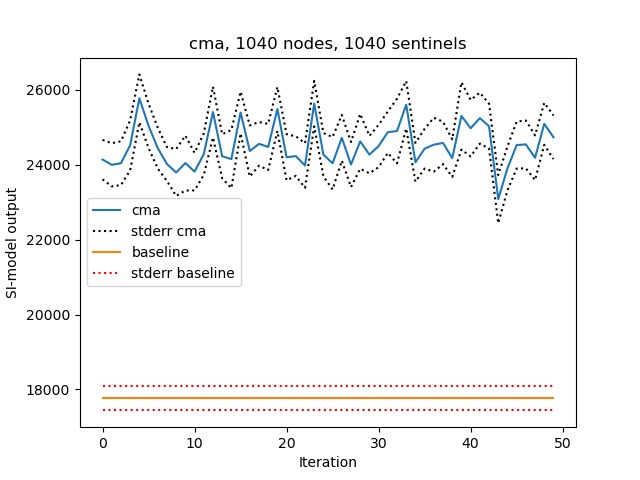 cma, 1040 nodes, 1040 sentinels
SI-model output
26000
24000
22000
20000
18000
cma
stderr cma
baseline
stderr baseline
0 10 20 30 40 50
Iteration